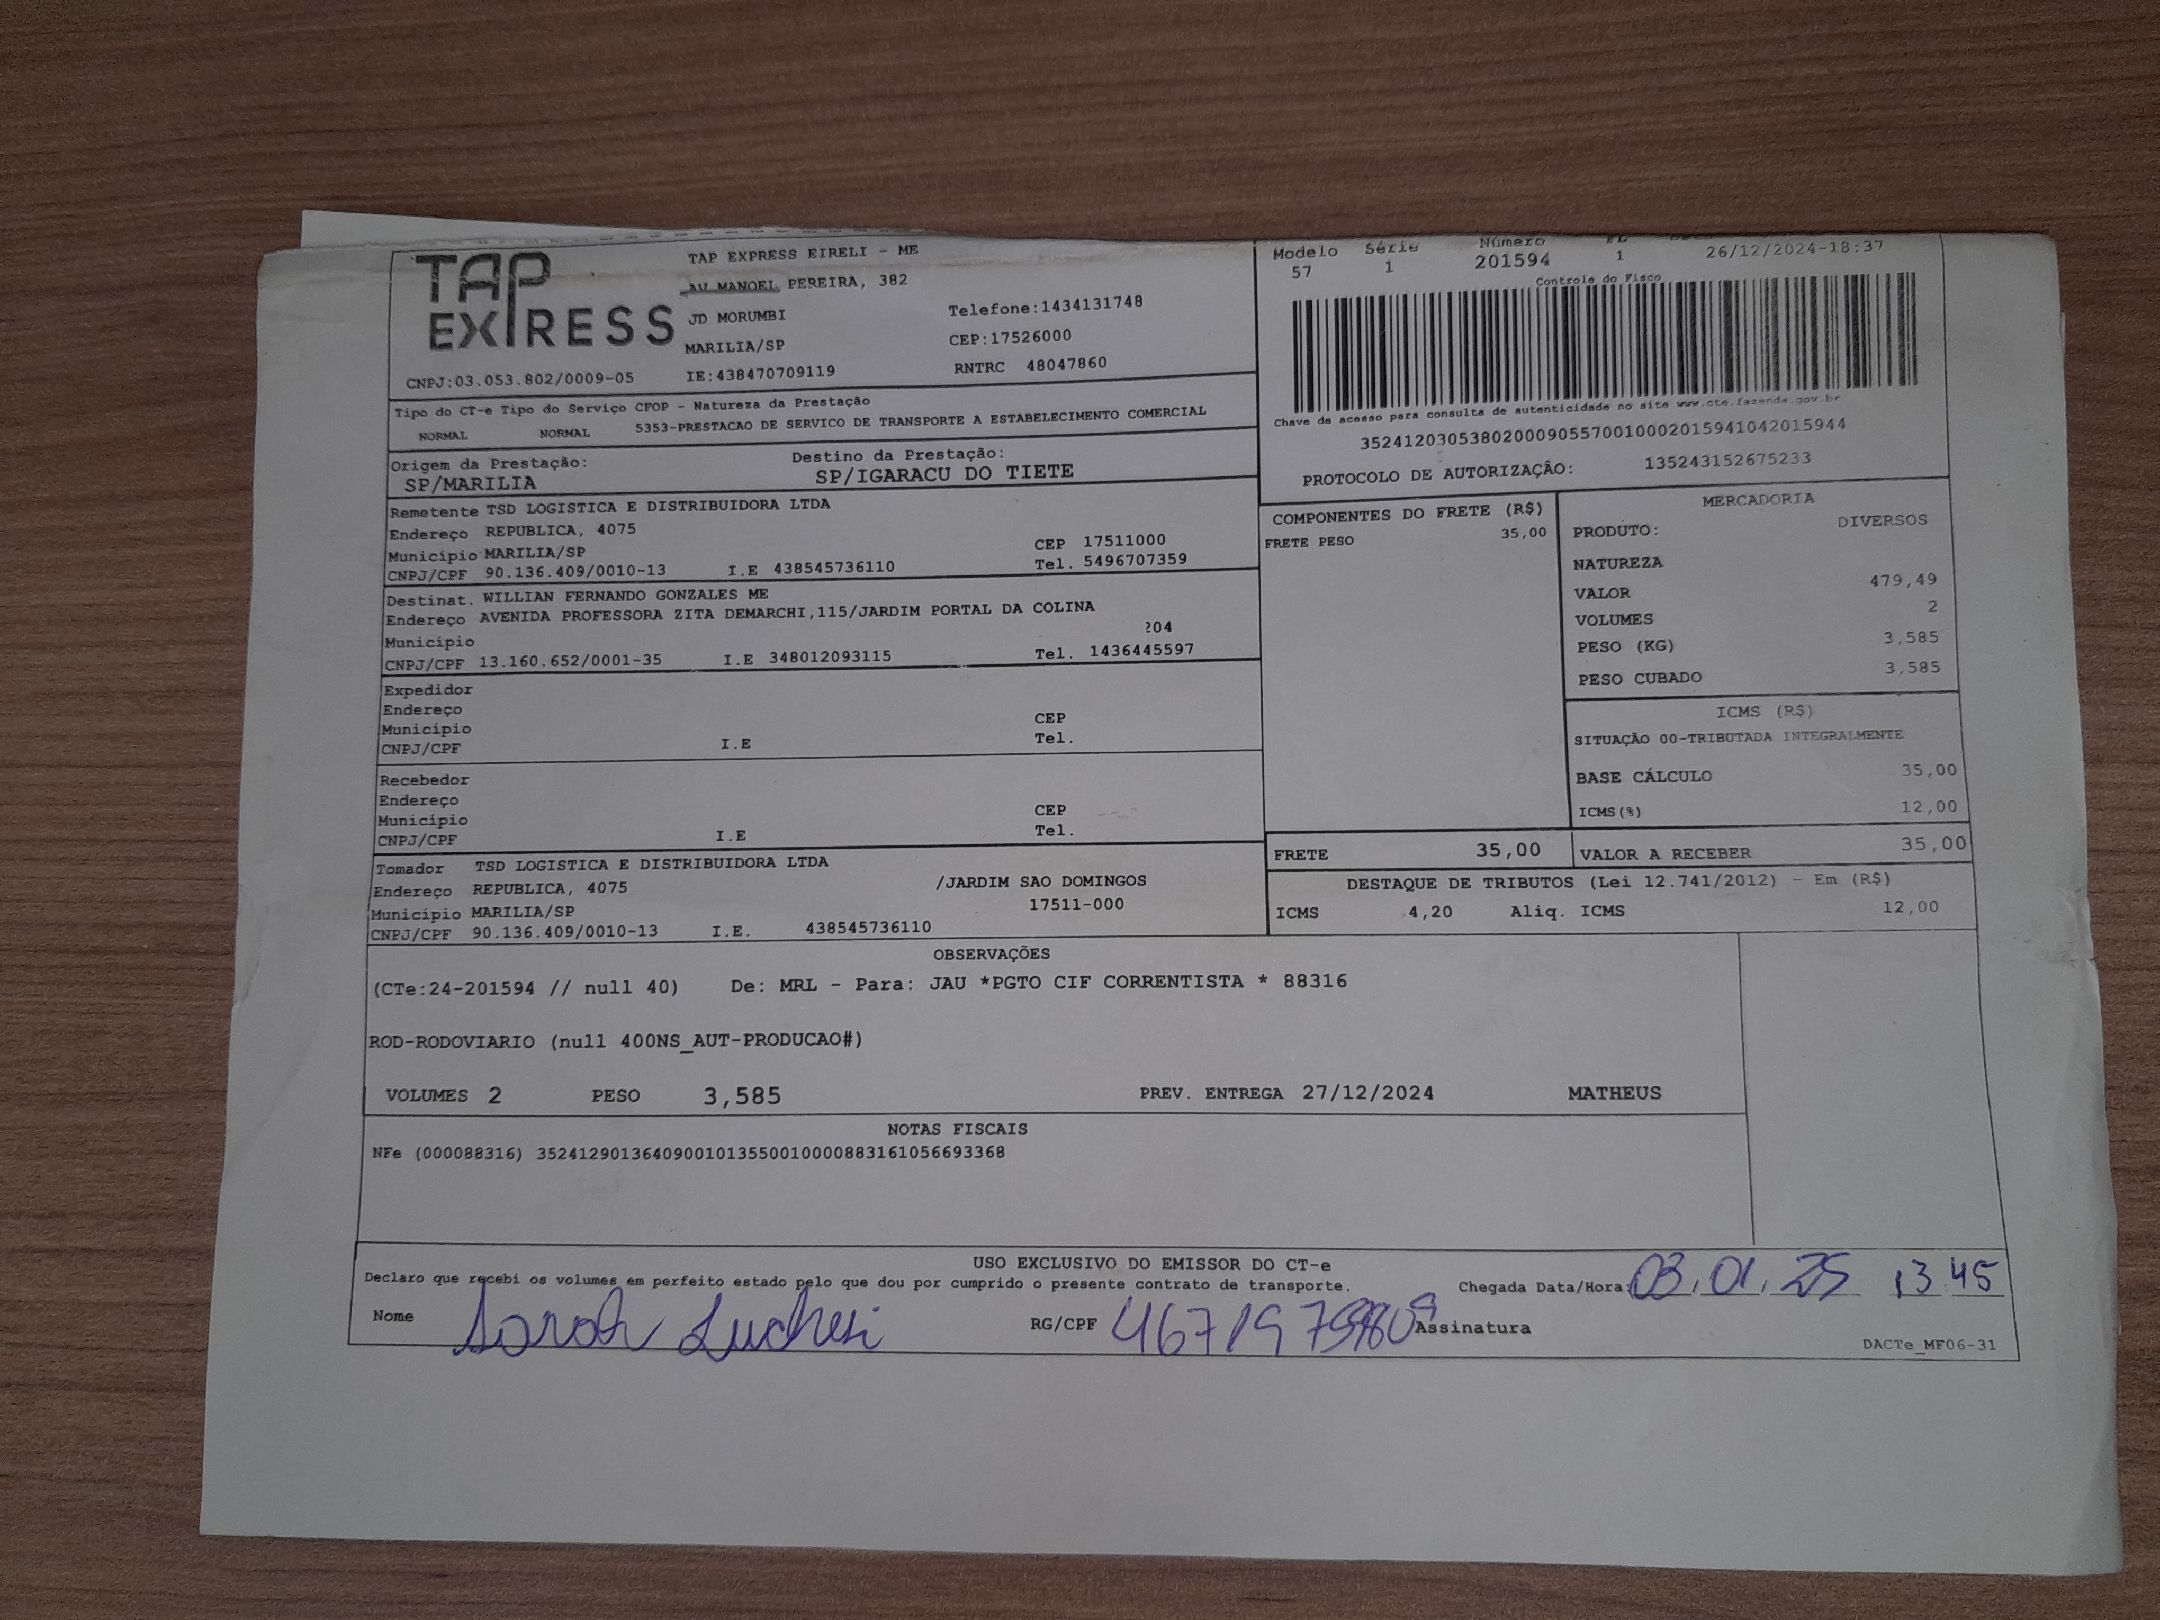 TAP EXPRESS
TAP EXPRESS EIRELI - ME
AV MANOEL PEREIRA, 382
JD MORUMBI
Telefone:1434131748
MARILIA/SP
CEP:17526000
CNPJ:03.053.802/0009-05 IE:438470709119 RNTRC 48047860
Modelo Série Número
57 1 201594 1 26/12/2024-18:37
Controle do Fisco
Chave de acesso para consulta de autenticidade no site www.cte.fazenda.gov.br
35241203053802000905570010002015941042015944
PROTOCOLO DE AUTORIZAÇÃO: 135243152675233
Tipo do CT-e Tipo do Serviço CFOP - Natureza da Prestação
NORMAL NORMAL 5353-PRESTACAO DE SERVICO DE TRANSPORTE A ESTABELECIMENTO COMERCIAL
Origem da Prestação: Destino da Prestação:
SP/MARILIA SP/IGARACU DO TIETE
Remetente TSD LOGISTICA E DISTRIBUIDORA LTDA
Endereço REPUBLICA, 4075
Município MARILIA/SP CEP 17511000
CNPJ/CPF 90.136.409/0010-13 I.E 438545736110 Tel. 5496707359
Destinat. WILLIAN FERNANDO GONZALES ME
Endereço AVENIDA PROFESSORA ZITA DEMARCHI,115/JARDIM PORTAL DA COLINA
Município 204
CNPJ/CPF 13.160.652/0001-35 I.E 348012093115 Tel. 1436445597
Expedidor
Endereço
Município CEP
CNPJ/CPF I.E Tel.
Recebedor
Endereço
Município CEP
CNPJ/CPF I.E Tel.
Tomador TSD LOGISTICA E DISTRIBUIDORA LTDA
Endereço REPUBLICA, 4075 /JARDIM SAO DOMINGOS
Município MARILIA/SP 17511-000
CNPJ/CPF 90.136.409/0010-13 I.E. 438545736110
COMPONENTES DO FRETE (R$)
FRETE PESO 35,00
MERCADORIA
PRODUTO: DIVERSOS
NATUREZA
VALOR 479,49
VOLUMES 2
PESO (KG) 3,585
PESO CUBADO 3,585
ICMS (R$)
SITUAÇÃO 00-TRIBUTADA INTEGRALMENTE
BASE CÁLCULO 35,00
ICMS(%) 12,00
FRETE 35,00 VALOR A RECEBER 35,00
DESTAQUE DE TRIBUTOS (Lei 12.741/2012) - Em (R$)
ICMS 4,20 Aliq. ICMS 12,00
OBSERVAÇÕES
(CTe:24-201594 // null 40) De: MRL - Para: JAU *PGTO CIF CORRENTISTA * 88316
ROD-RODOVIARIO (null 400NS_AUT-PRODUCAO#)
VOLUMES 2 PESO 3,585 PREV. ENTREGA 27/12/2024 MATHEUS
NOTAS FISCAIS
NFe (000088316) 35241290136409001013550010000883161056693368
USO EXCLUSIVO DO EMISSOR DO CT-e
Declaro que recebi os volumes em perfeito estado pelo que dou por cumprido o presente contrato de transporte.
Chegada Data/Hora: 03.01.25 13 45
Nome Sarah Luchesi RG/CPF Assinatura
DACTe_MF06-31